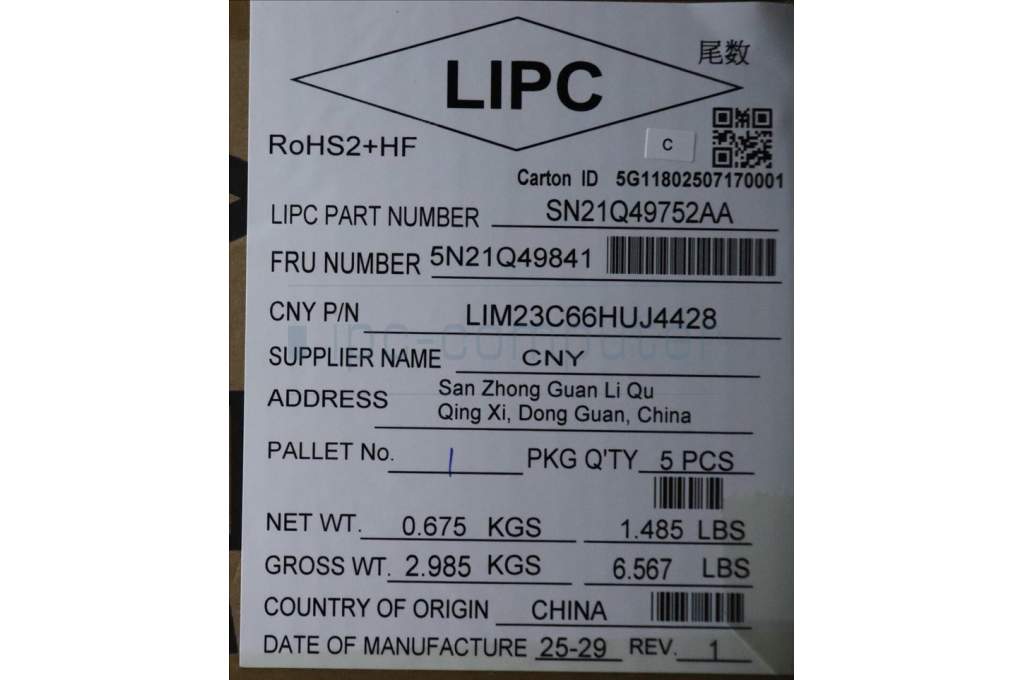 尾数
LIPC
C
RoHS2+HF
Carton ID 5G11802507170001
LIPC PART NUMBER SN21Q49752AA
FRU NUMBER 5N21Q49841
CNY P/N LIM23C66HUJ4428
ipc-computer
SUPPLIER NAME CNY
ADDRESS San Zhong Guan Li Qu
Qing Xi, Dong Guan, China
PALLET No. 1 PKG Q'TY 5 PCS
NET WT. 0.675 KGS 1.485 LBS
GROSS WT. 2.985 KGS 6.567 LBS
COUNTRY OF ORIGIN CHINA
DATE OF MANUFACTURE 25-29 REV. 1